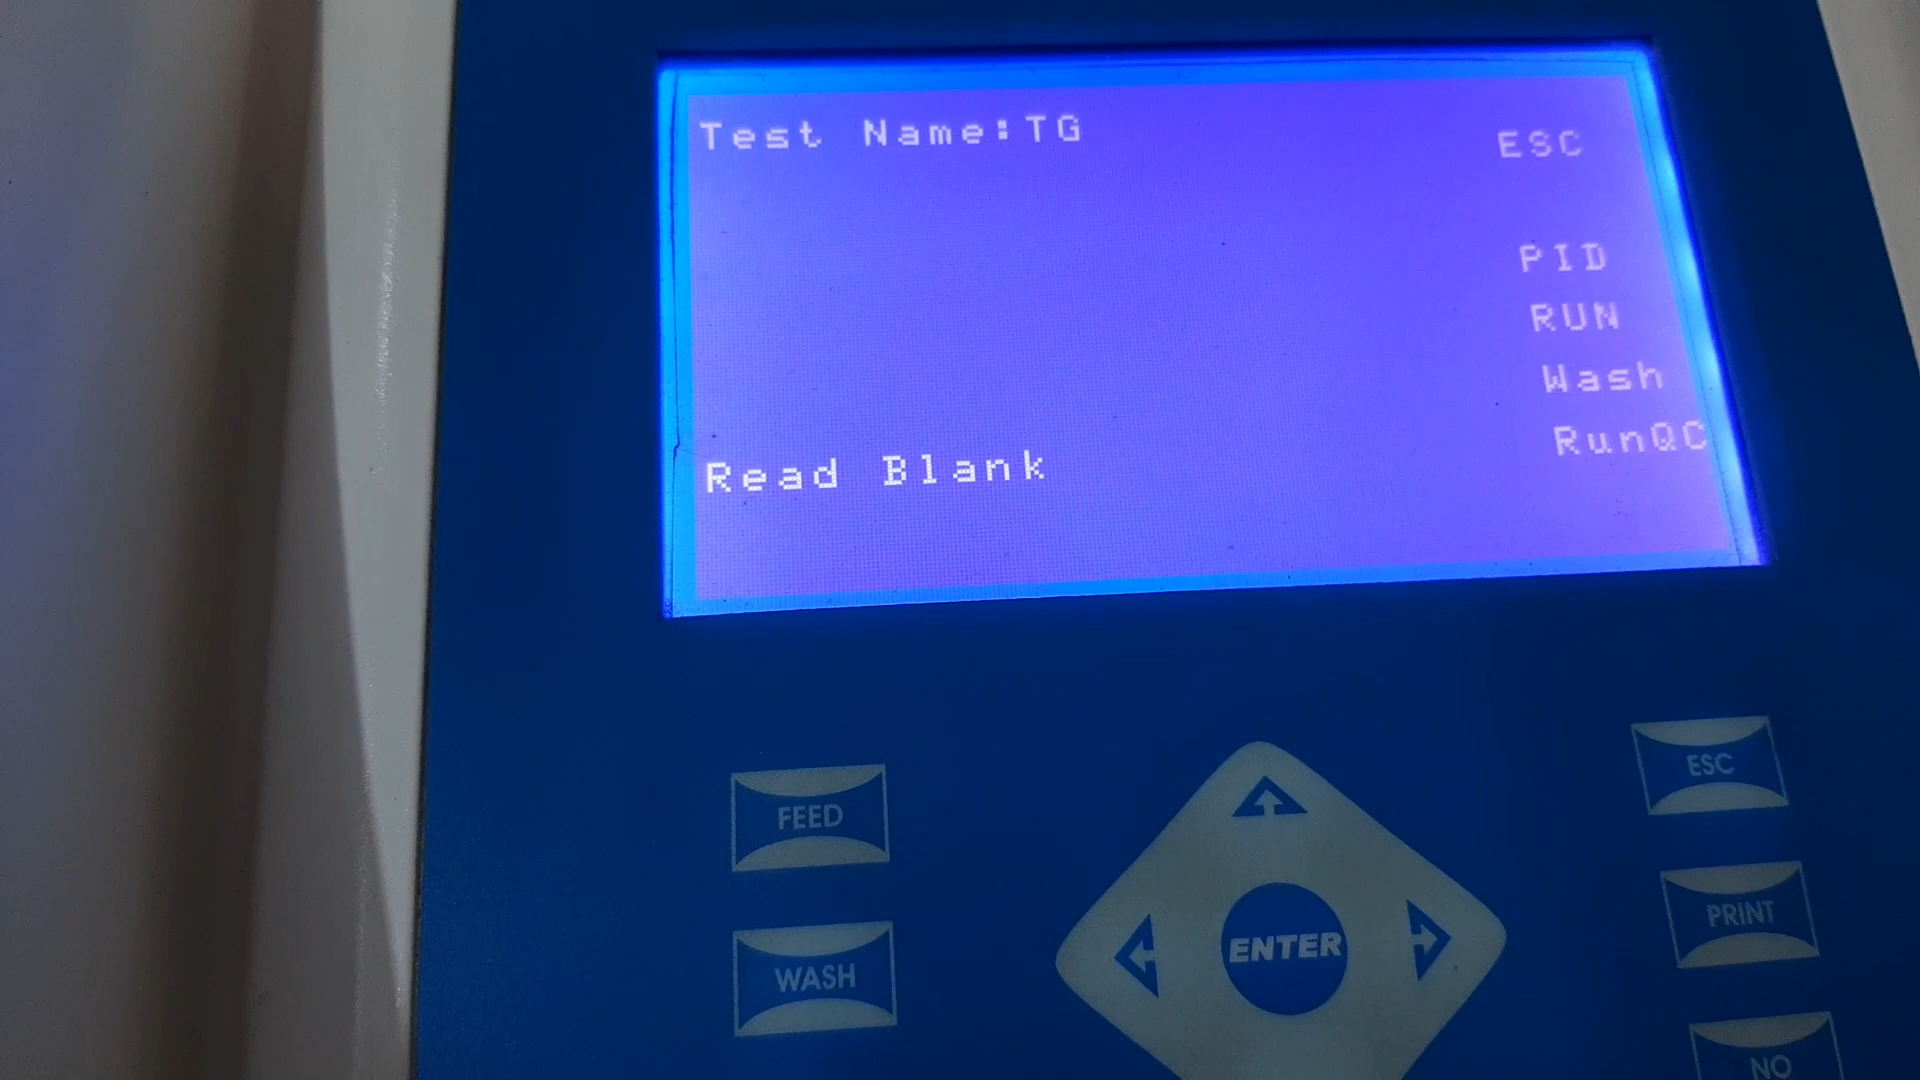 Test Name:TG
ESC
PID
RUN
Wash
RunQC
Read Blank
FEED
ESC
WASH
ENTER
PRINT
NO